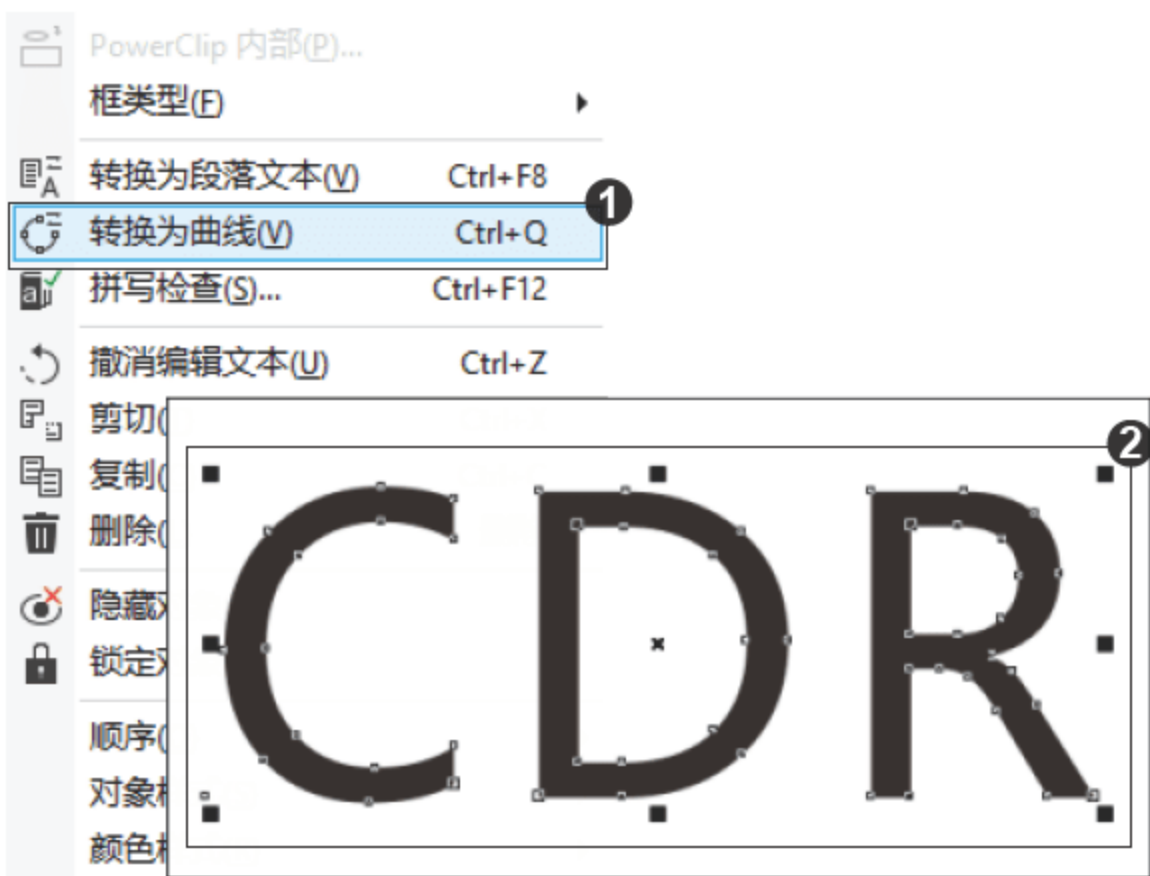 PowerClip 内部(P)...
框类型(F)
转换为段落文本(V) Ctrl+F8
1
转换为曲线(V) Ctrl+Q
拼写检查(S)... Ctrl+F12
撤消编辑文本(U) Ctrl+Z
剪切(
复制(
删除(
隐藏
锁定
顺序(
对象
颜色
2
CDR